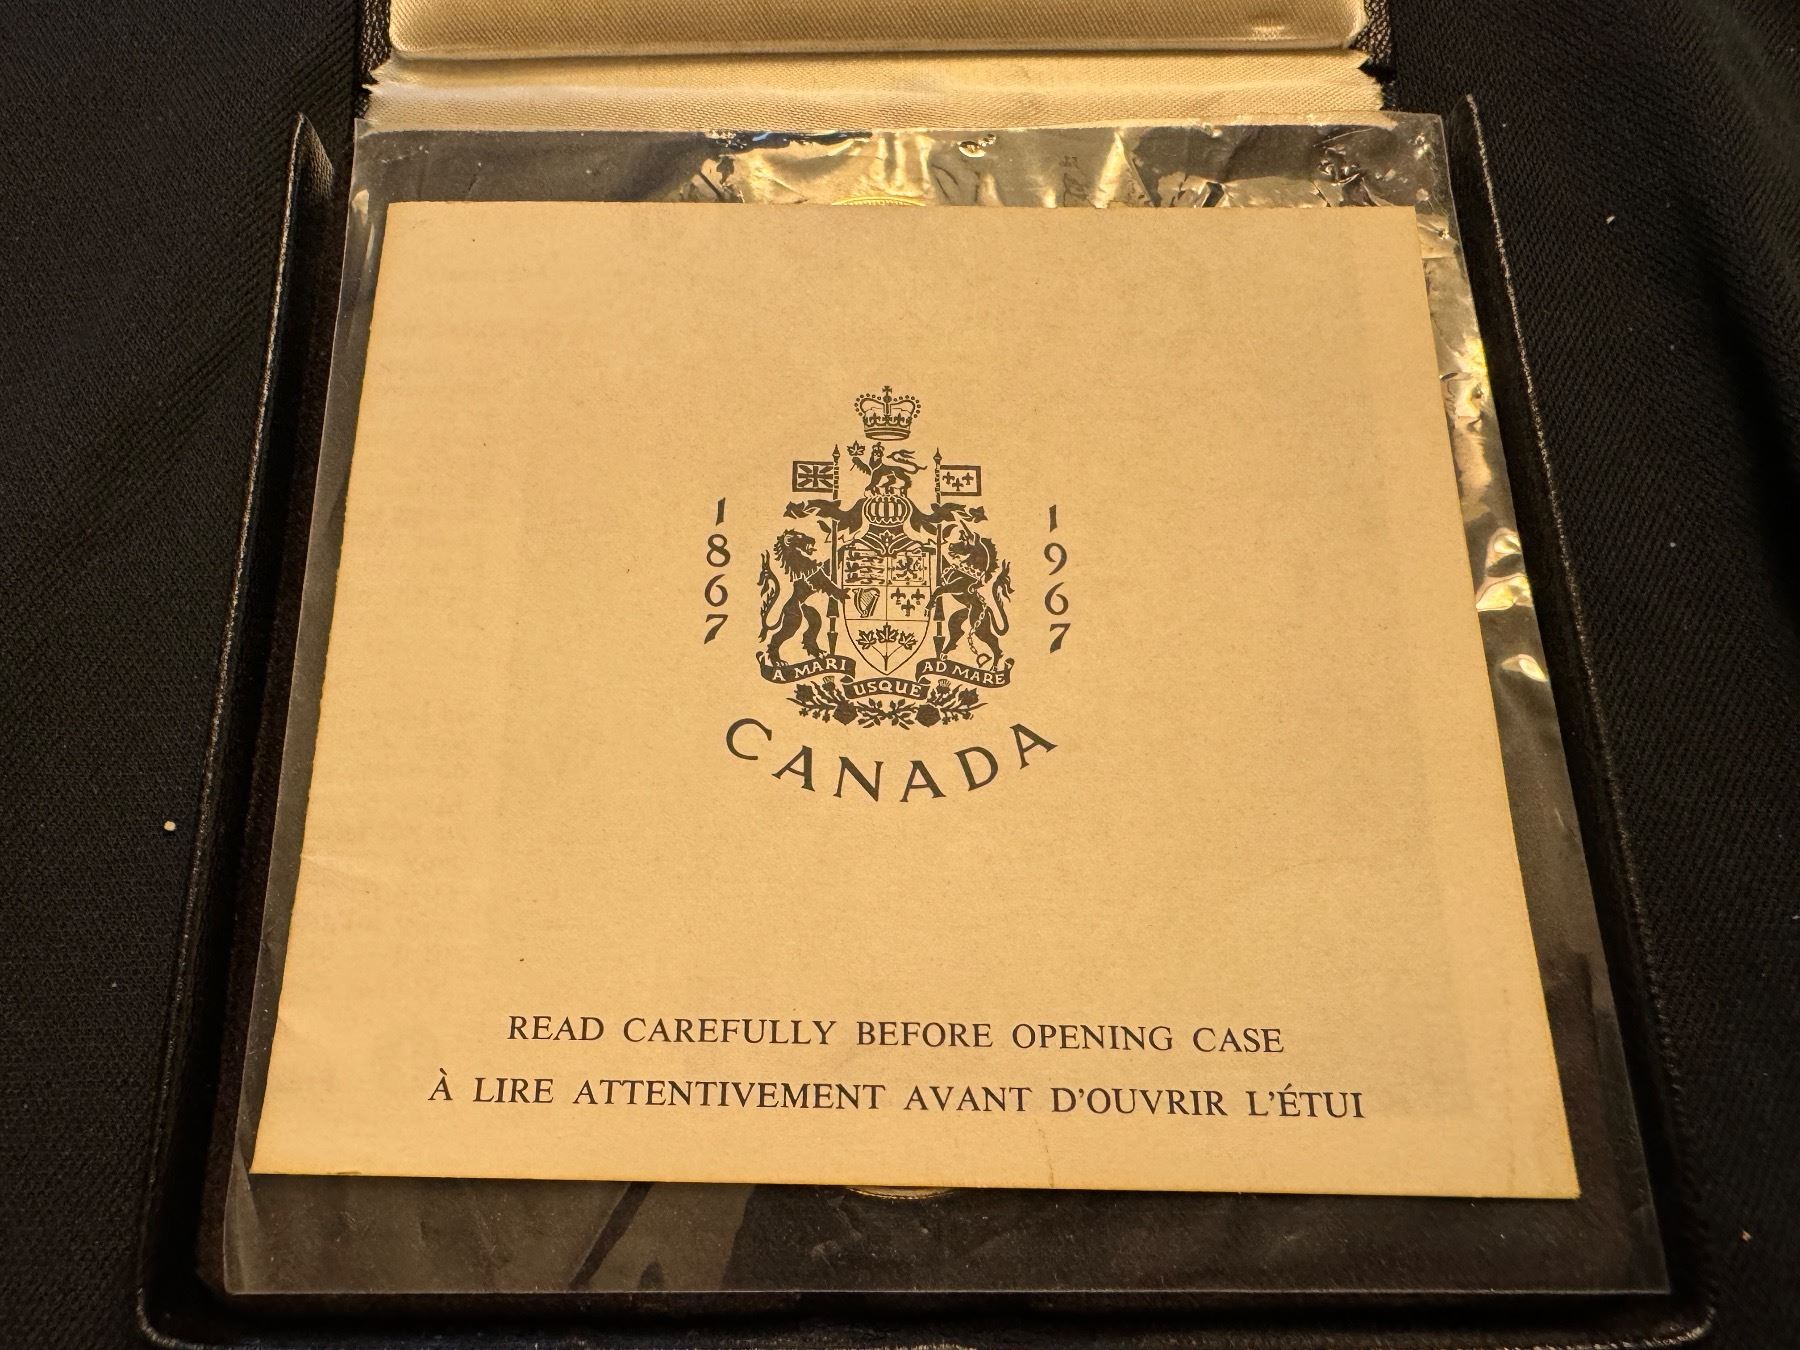 1867
1967
A MARI USQUE AD MARE
CANADA
READ CAREFULLY BEFORE OPENING CASE
À LIRE ATTENTIVEMENT AVANT D'OUVRIR L'ÉTUI